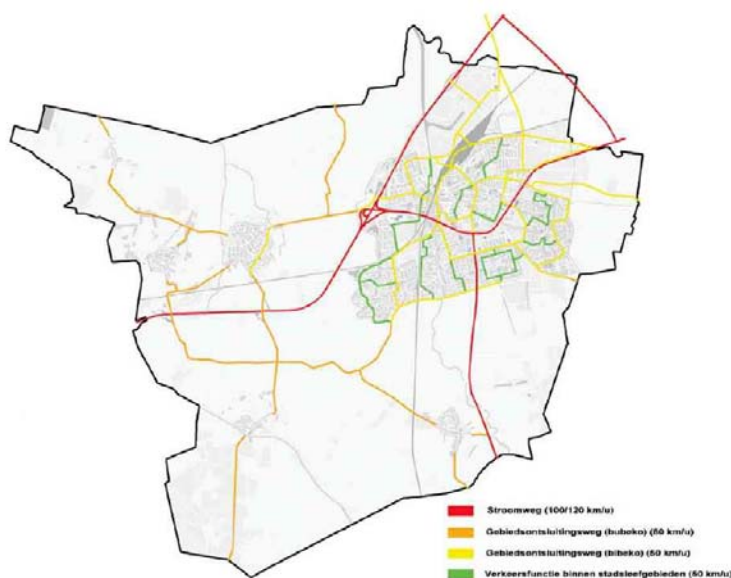 Stroomweg (100/120 km/u)
Gebiedsontsluitingsweg (bubeko) (80 km/u)
Gebiedsontsluitingsweg (bibeko) (50 km/u)
Verkeersfunctie binnen stadsleefgebieden (50 km/u)